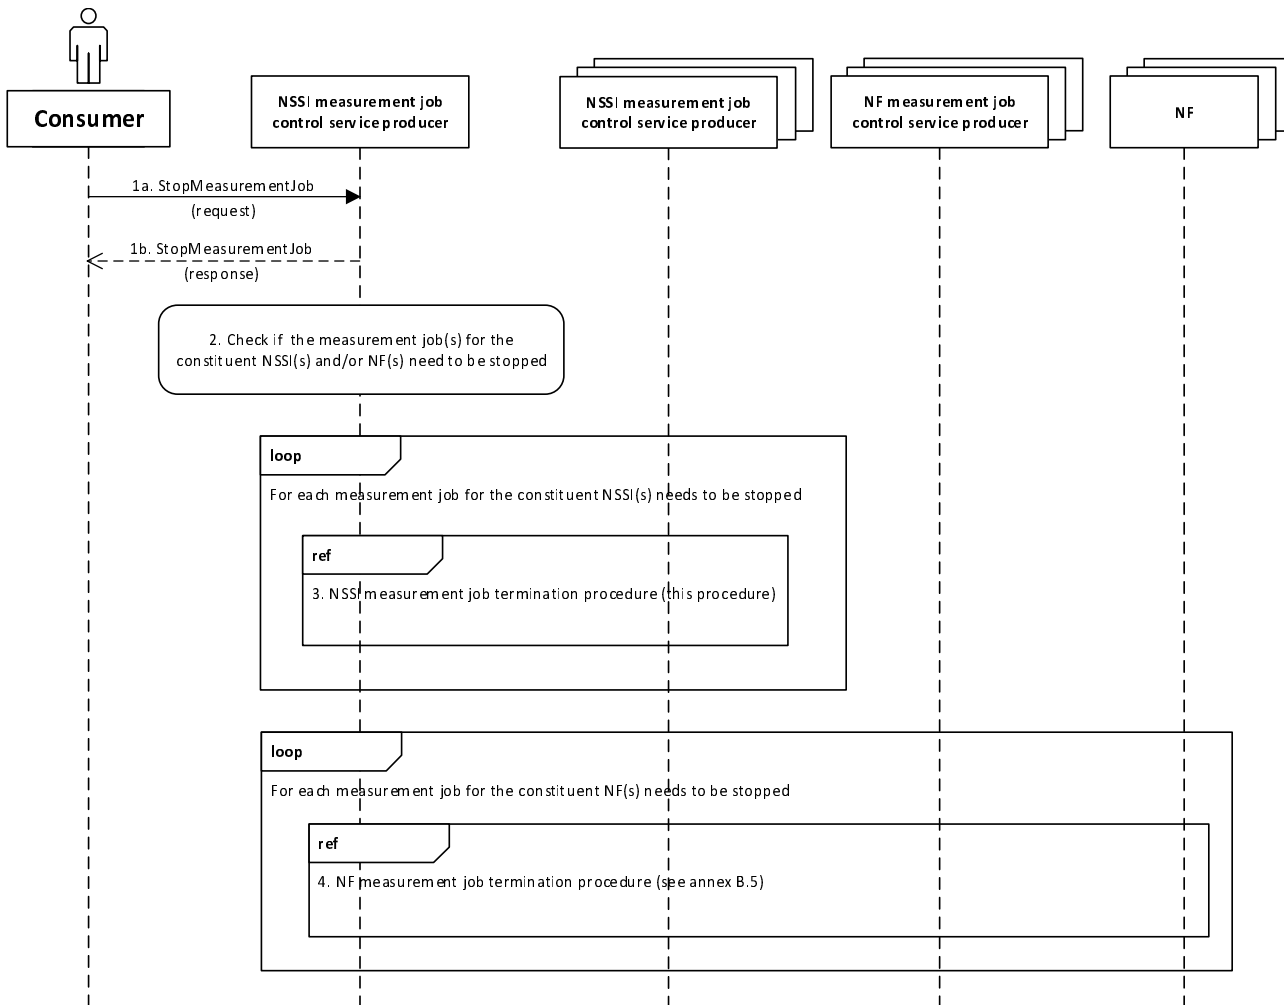 Consumer
NSSI measurement job
control service producer
NSSI measurement job
control service producer
NF measurement job
control service producer
NF
1a. StopMeasurementJob
(request)
1b. StopMeasurementJob
(response)
2. Check if the measurement job(s) for the
constituent NSSI(s) and/or NF(s) need to be stopped
loop
For each measurement job for the constituent NSSI(s) needs to be stopped
ref
3. NSSI measurement job termination procedure (this procedure)
loop
For each measurement job for the constituent NF(s) needs to be stopped
ref
4. NF measurement job termination procedure (see annex B.5)